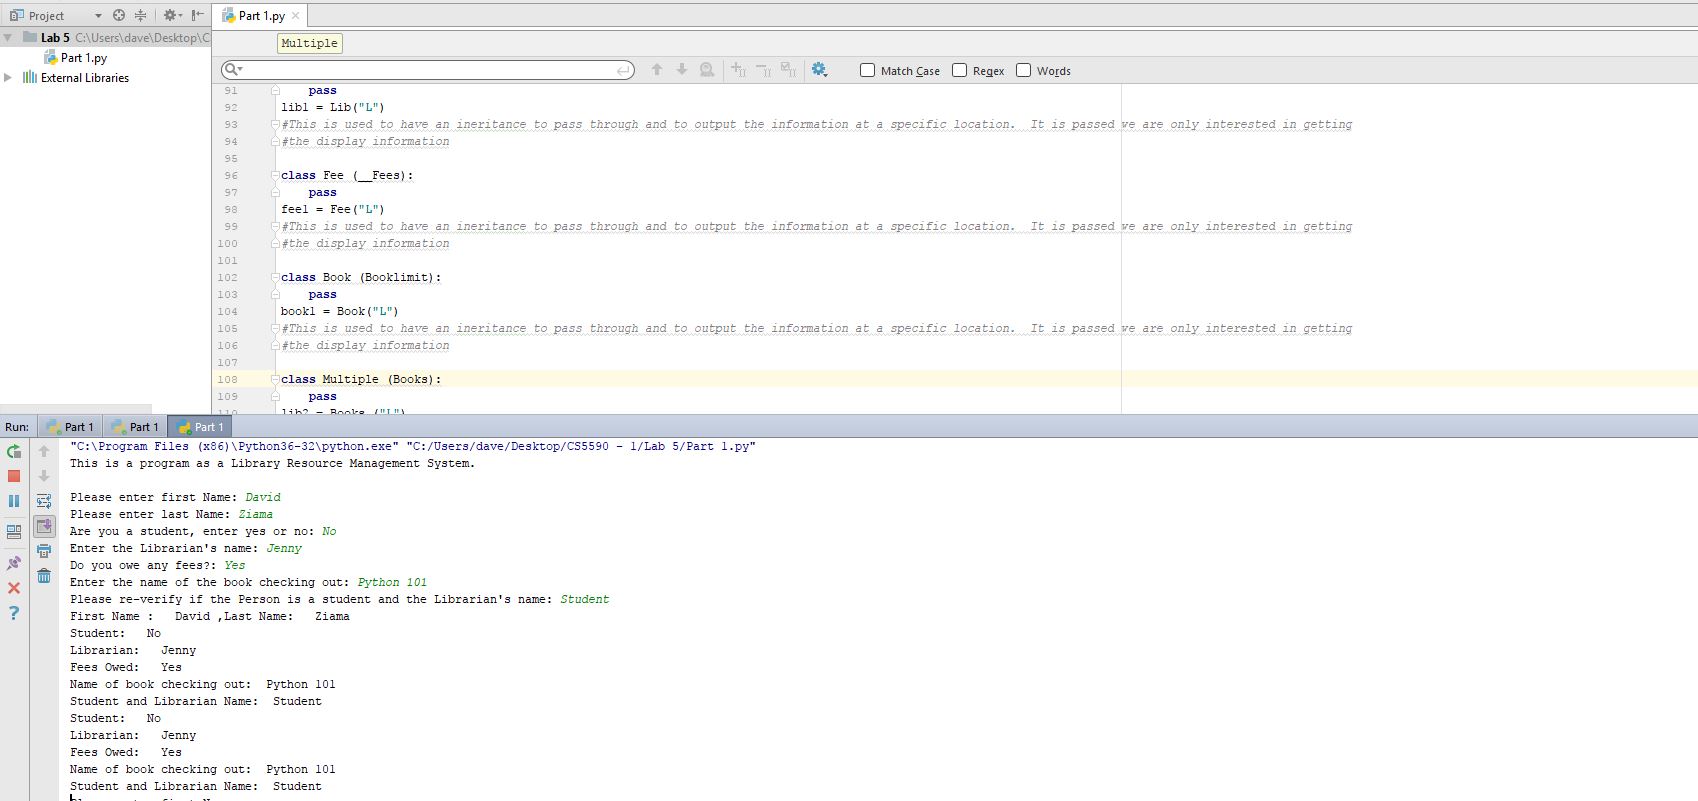 Project
Part 1.py
Lab 5 C:\Users\dave\Desktop\C
Part 1.py
External Libraries
Multiple
Match Case Regex Words
91 pass
92 lib1 = Lib("L")
93 #This is used to have an ineritance to pass through and to output the information at a specific location.  It is passed we are only interested in getting
94 #the display information
95
96 class Fee (__Fees):
97 pass
98 fee1 = Fee("L")
99 #This is used to have an ineritance to pass through and to output the information at a specific location.  It is passed we are only interested in getting
100 #the display information
101
102 class Book (Booklimit):
103 pass
104 book1 = Book("L")
105 #This is used to have an ineritance to pass through and to output the information at a specific location.  It is passed we are only interested in getting
106 #the display information
107
108 class Multiple (Books):
109 pass
110 lib2 = Books ("L")
Run: Part 1 Part 1 Part 1
"C:\Program Files (x86)\Python36-32\python.exe" "C:/Users/dave/Desktop/CS5590 - 1/Lab 5/Part 1.py"
This is a program as a Library Resource Management System.
Please enter first Name: David
Please enter last Name: Ziama
Are you a student, enter yes or no: No
Enter the Librarian's name: Jenny
Do you owe any fees?: Yes
Enter the name of the book checking out: Python 101
Please re-verify if the Person is a student and the Librarian's name: Student
First Name :   David ,Last Name:   Ziama
Student:   No
Librarian:   Jenny
Fees Owed:   Yes
Name of book checking out:  Python 101
Student and Librarian Name:  Student
Student:   No
Librarian:   Jenny
Fees Owed:   Yes
Name of book checking out:  Python 101
Student and Librarian Name:  Student